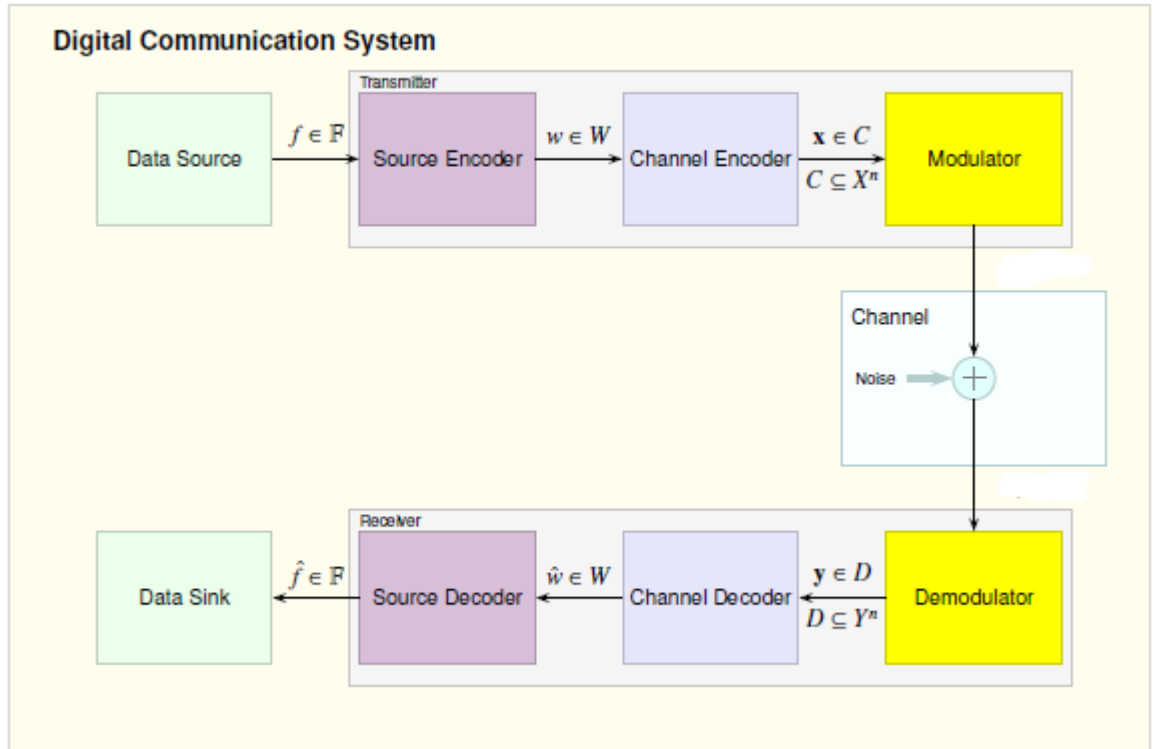 Digital Communication System
Transmitter
Data Source
f ∈ 𝔽
Source Encoder
w ∈ W
Channel Encoder
𝐱 ∈ C
C ⊆ Xⁿ
Modulator
Channel
Noise
+
Receiver
Data Sink
f̂ ∈ 𝔽
Source Decoder
ŵ ∈ W
Channel Decoder
𝐲 ∈ D
D ⊆ Yⁿ
Demodulator